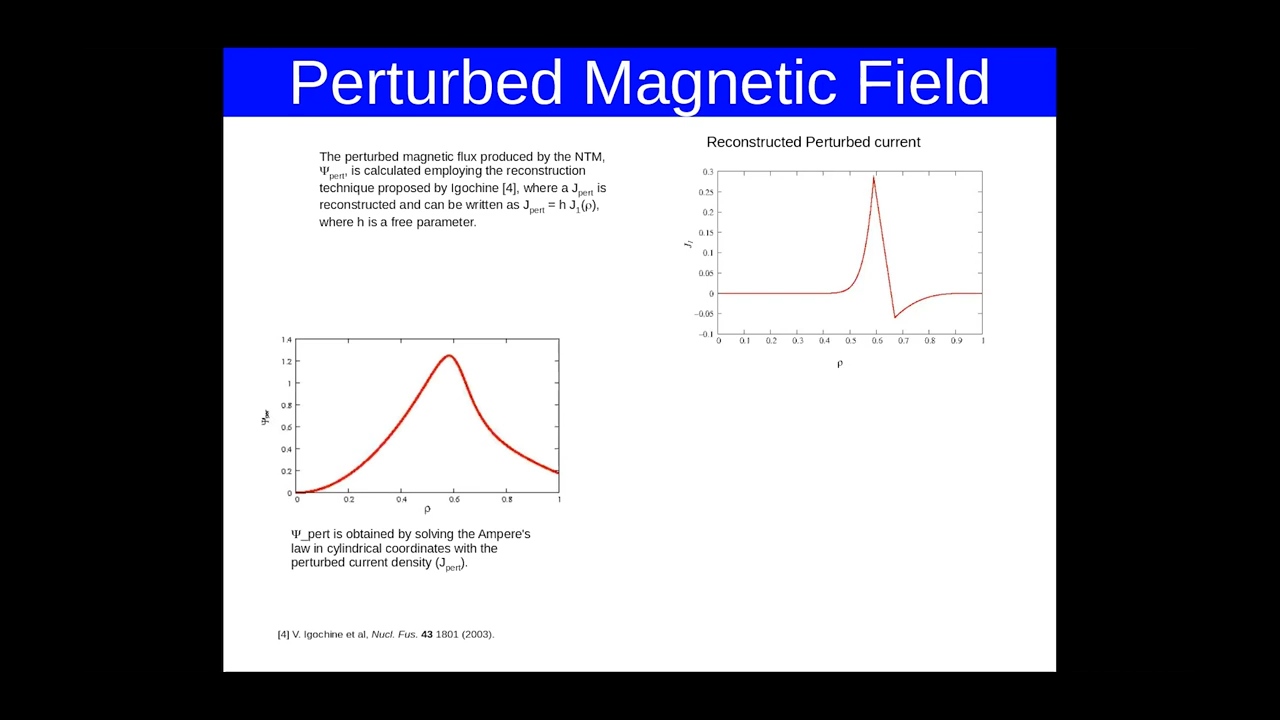 Perturbed Magnetic Field
The perturbed magnetic flux produced by the NTM,
Ψpert, is calculated employing the reconstruction
technique proposed by Igochine [4], where a Jpert is
reconstructed and can be written as Jpert = h J1(ρ),
where h is a free parameter.
Reconstructed Perturbed current
0.3
0.25
0.2
0.15
0.1
0.05
0
−0.05
−0.1
J1
0 0.1 0.2 0.3 0.4 0.5 0.6 0.7 0.8 0.9 1
ρ
1.4
1.2
1
0.8
0.6
0.4
0.2
0
Ψper
0 0.2 0.4 0.6 0.8 1
ρ
Ψ_pert is obtained by solving the Ampere's
law in cylindrical coordinates with the
perturbed current density (Jpert).
[4] V. Igochine et al, Nucl. Fus. 43 1801 (2003).